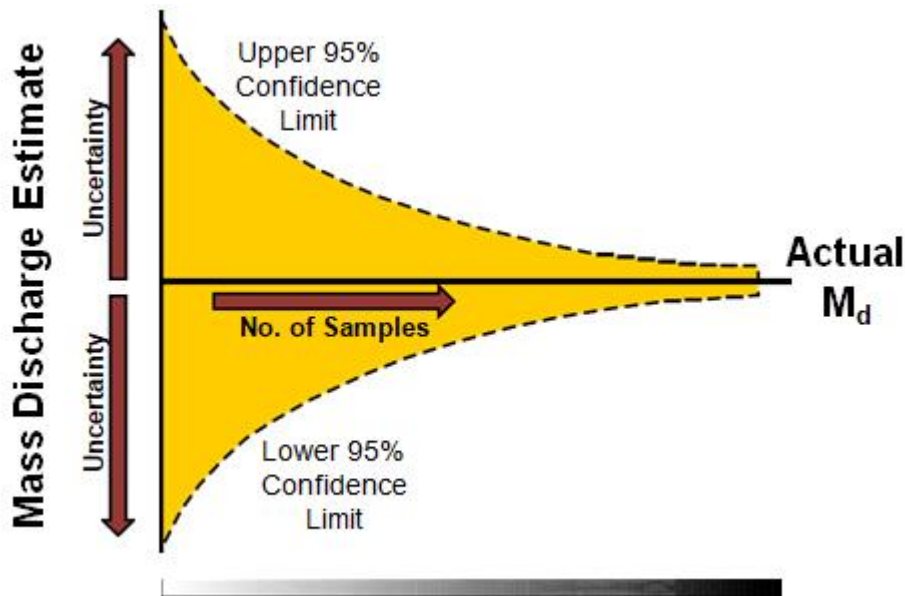 Mass Discharge Estimate
Uncertainty
Uncertainty
Upper 95%
Confidence
Limit
No. of Samples
Actual
Md
Lower 95%
Confidence
Limit